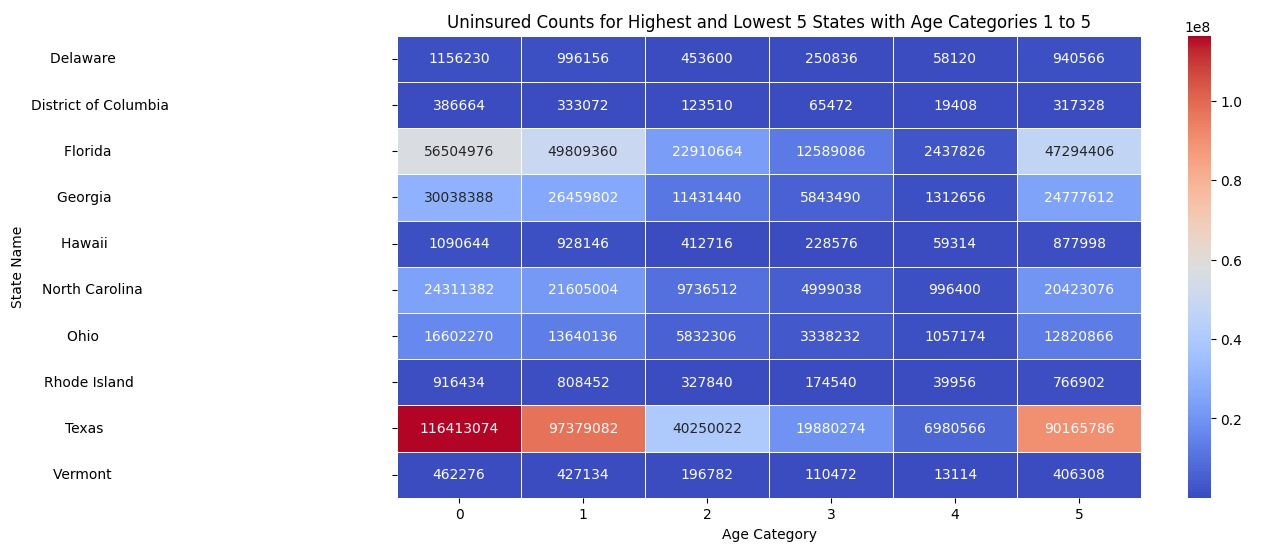 Uninsured Counts for Highest and Lowest 5 States with Age Categories 1 to 5
1e8
Delaware 1156230 996156 453600 250836 58120 940566
District of Columbia 386664 333072 123510 65472 19408 317328
Florida 56504976 49809360 22910664 12589086 2437826 47294406
Georgia 30038388 26459802 11431440 5843490 1312656 24777612
Hawaii 1090644 928146 412716 228576 59314 877998
North Carolina 24311382 21605004 9736512 4999038 996400 20423076
Ohio 16602270 13640136 5832306 3338232 1057174 12820866
Rhode Island 916434 808452 327840 174540 39956 766902
Texas 116413074 97379082 40250022 19880274 6980566 90165786
Vermont 462276 427134 196782 110472 13114 406308
0 1 2 3 4 5
Age Category
State Name
1.0
0.8
0.6
0.4
0.2